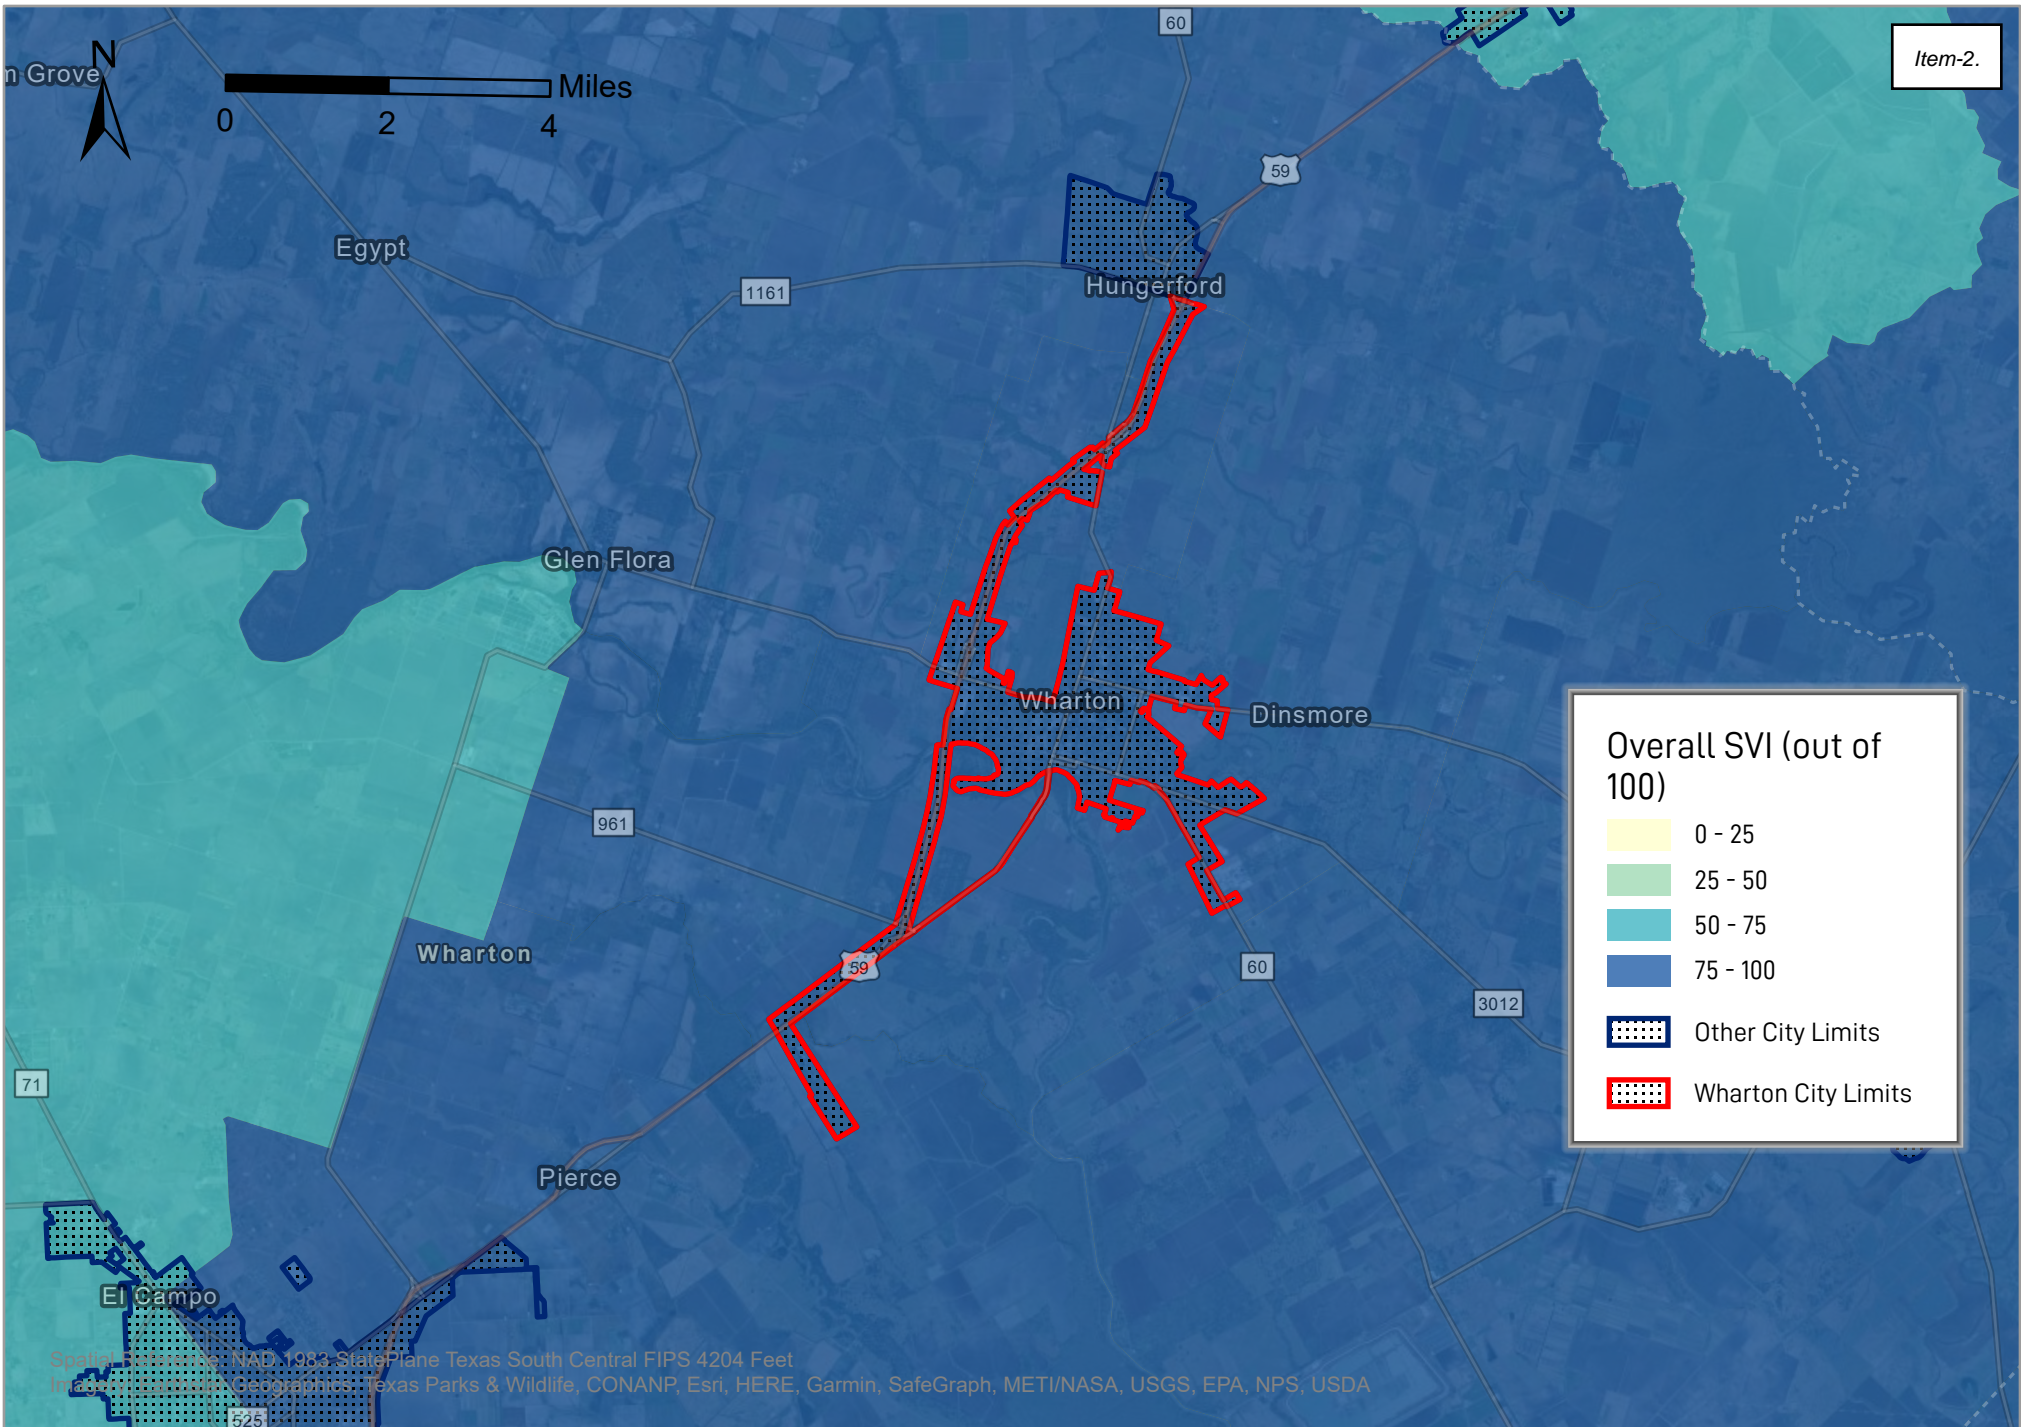 60
Item-2.
N
m Grove
Miles
0 2 4
59
Egypt
1161
Hungerford
Glen Flora
Wharton
Dinsmore
961
Wharton
59
60
3012
71
Pierce
El Campo
525
Overall SVI (out of
100)
0 - 25
25 - 50
50 - 75
75 - 100
Other City Limits
Wharton City Limits
Spatial Reference: NAD 1983 StatePlane Texas South Central FIPS 4204 Feet
Geographics, Texas Parks & Wildlife, CONANP, Esri, HERE, Garmin, SafeGraph, METI/NASA, USGS, EPA, NPS, USDA